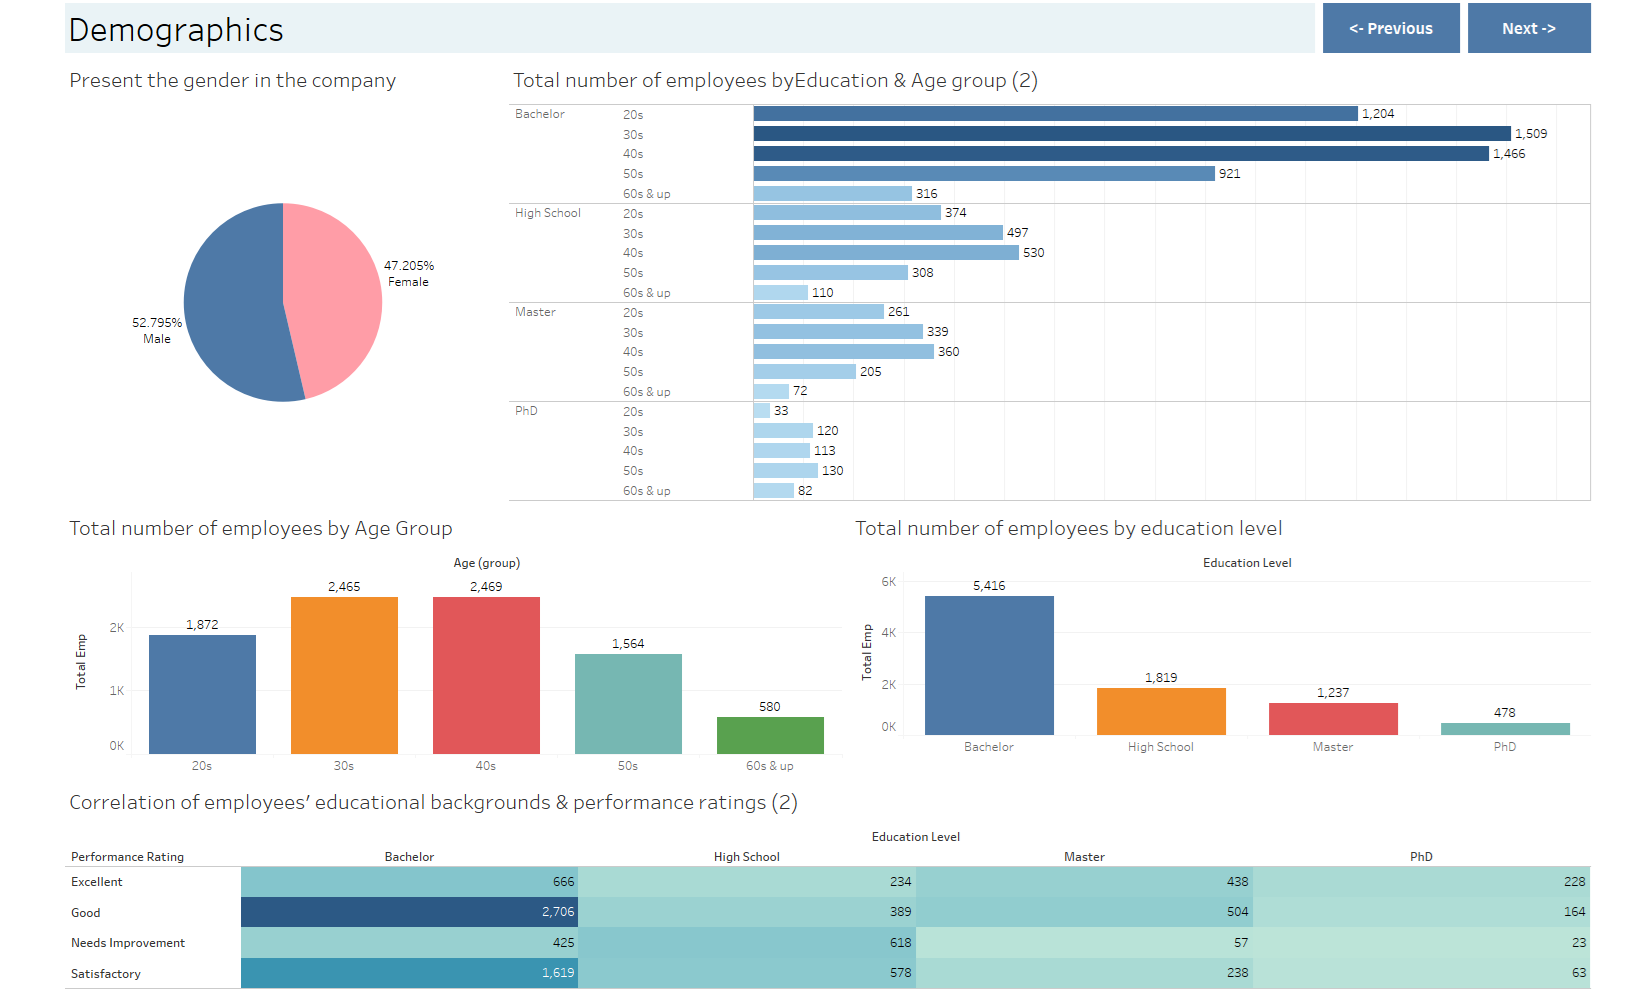 Demographics
<- Previous
Next ->
Present the gender in the company
47.205%
Female
52.795%
Male
Total number of employees byEducation & Age group (2)
Bachelor 20s 1,204
30s 1,509
40s 1,466
50s 921
60s & up 316
High School 20s 374
30s 497
40s 530
50s 308
60s & up 110
Master 20s 261
30s 339
40s 360
50s 205
60s & up 72
PhD 20s 33
30s 120
40s 113
50s 130
60s & up 82
Total number of employees by Age Group
Age (group)
Total Emp
2K
1K
0K
1,872
2,465
2,469
1,564
580
20s 30s 40s 50s 60s & up
Total number of employees by education level
Education Level
Total Emp
6K
4K
2K
0K
5,416
1,819
1,237
478
Bachelor High School Master PhD
Correlation of employees’ educational backgrounds & performance ratings (2)
Education Level
Performance Rating Bachelor High School Master PhD
Excellent 666 234 438 228
Good 2,706 389 504 164
Needs Improvement 425 618 57 23
Satisfactory 1,619 578 238 63